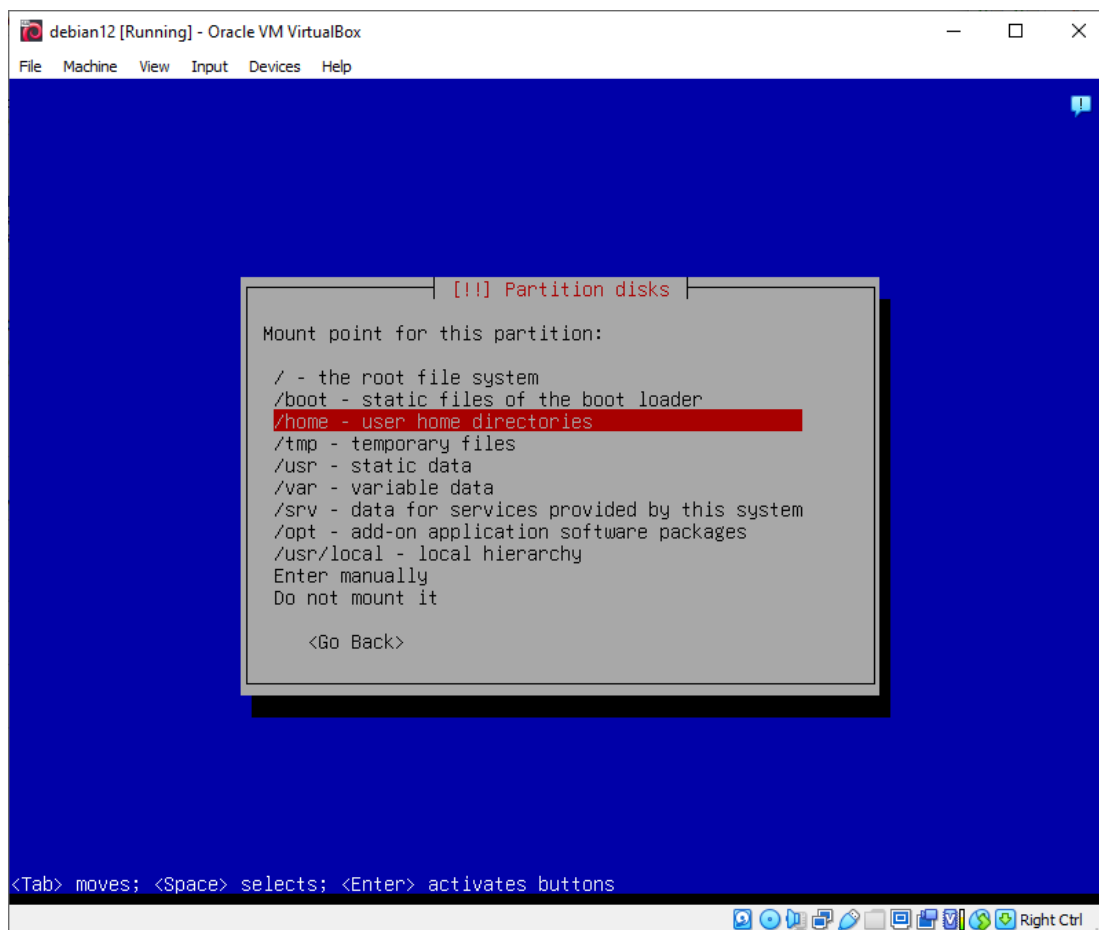 debian12 [Running] - Oracle VM VirtualBox
File Machine View Input Devices Help
[!!] Partition disks
Mount point for this partition:
/ - the root file system
/boot - static files of the boot loader
/home - user home directories
/tmp - temporary files
/usr - static data
/var - variable data
/srv - data for services provided by this system
/opt - add-on application software packages
/usr/local - local hierarchy
Enter manually
Do not mount it
<Go Back>
<Tab> moves; <Space> selects; <Enter> activates buttons
Right Ctrl